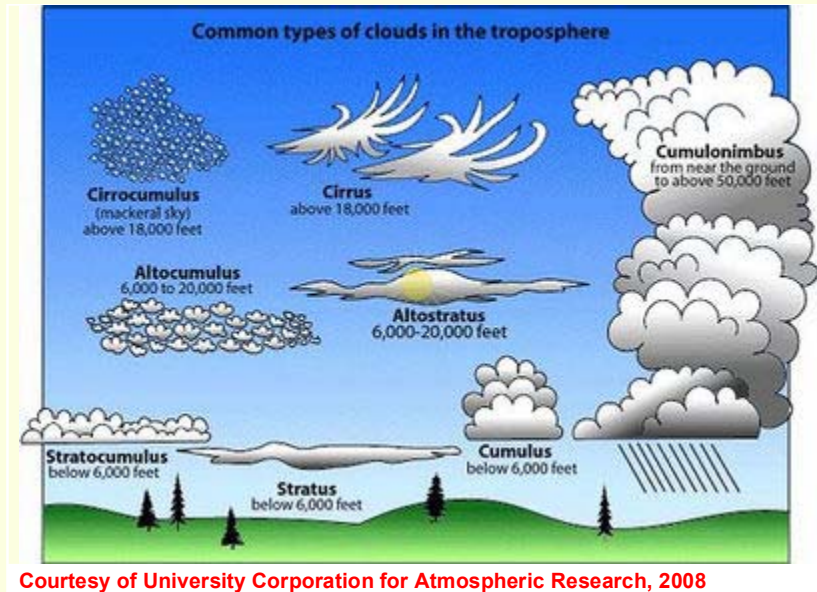 Common types of clouds in the troposphere
Cirrocumulus
(mackeral sky)
above 18,000 feet
Cirrus
above 18,000 feet
Cumulonimbus
from near the ground
to above 50,000 feet
Altocumulus
6,000 to 20,000 feet
Altostratus
6,000-20,000 feet
Stratocumulus
below 6,000 feet
Stratus
below 6,000 feet
Cumulus
below 6,000 feet
Courtesy of University Corporation for Atmospheric Research, 2008